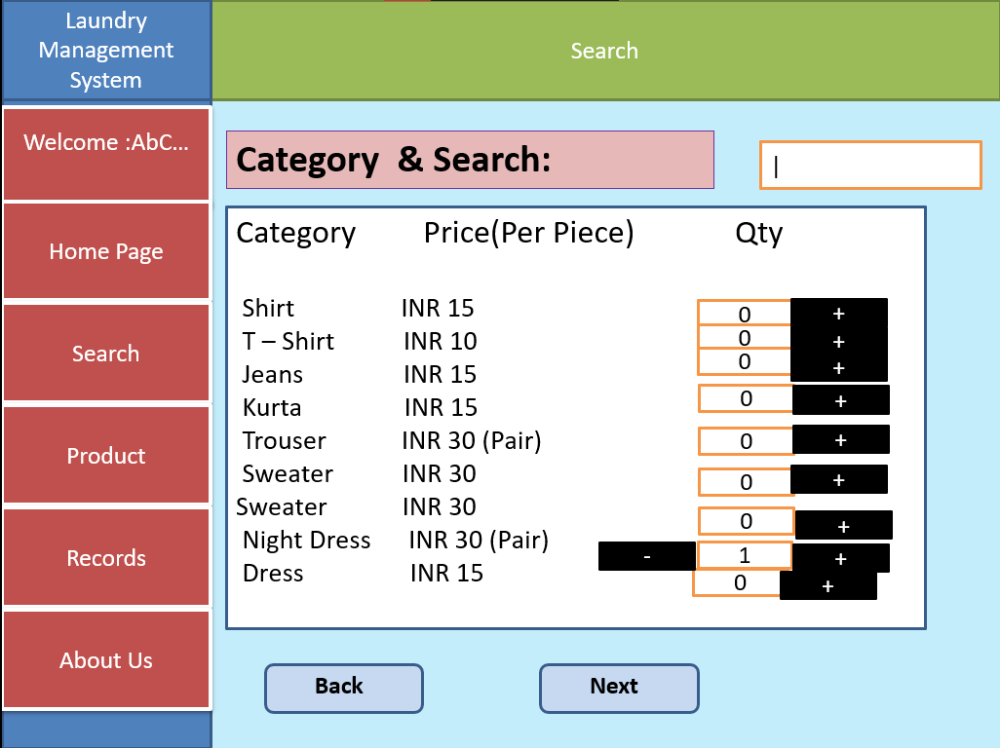 Laundry
Management
System
Search
Welcome :AbC...
Home Page
Search
Product
Records
About Us
Category & Search:
|
Category Price(Per Piece) Qty
Shirt INR 15 0 +
T – Shirt INR 10 0 +
Jeans INR 15 0 +
Kurta INR 15 0 +
Trouser INR 30 (Pair) 0 +
Sweater INR 30 0 +
Sweater INR 30 0 +
Night Dress INR 30 (Pair) - 1 +
Dress INR 15 0 +
Back Next